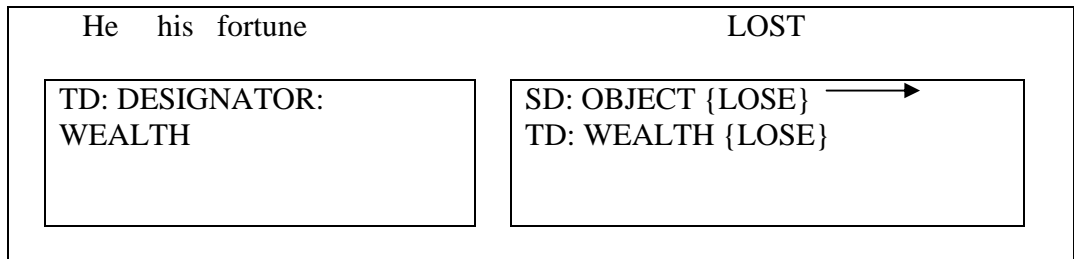 He his fortune LOST
TD: DESIGNATOR:
WEALTH
SD: OBJECT {LOSE}
TD: WEALTH {LOSE}